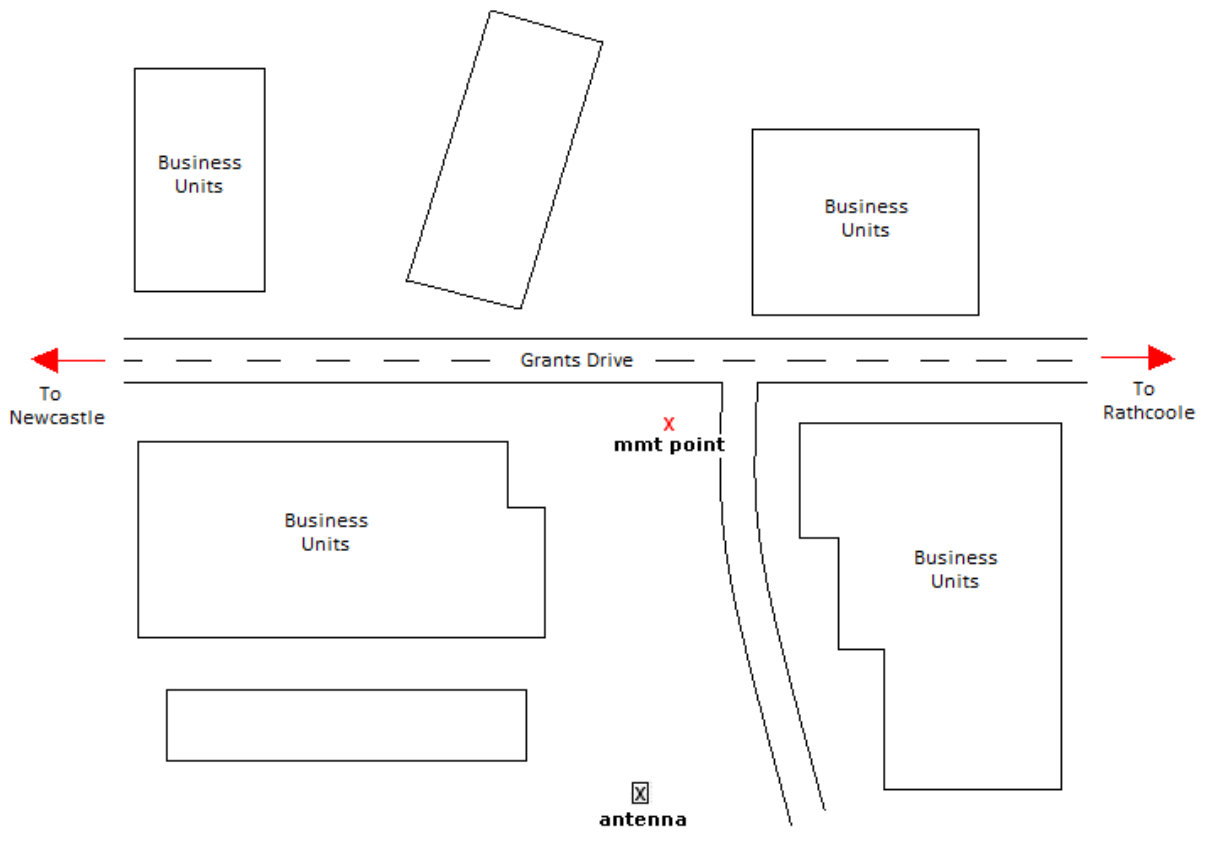 Business
Units
Business
Units
Grants Drive
To
Newcastle
To
Rathcoole
X
mmt point
Business
Units
Business
Units
X
antenna